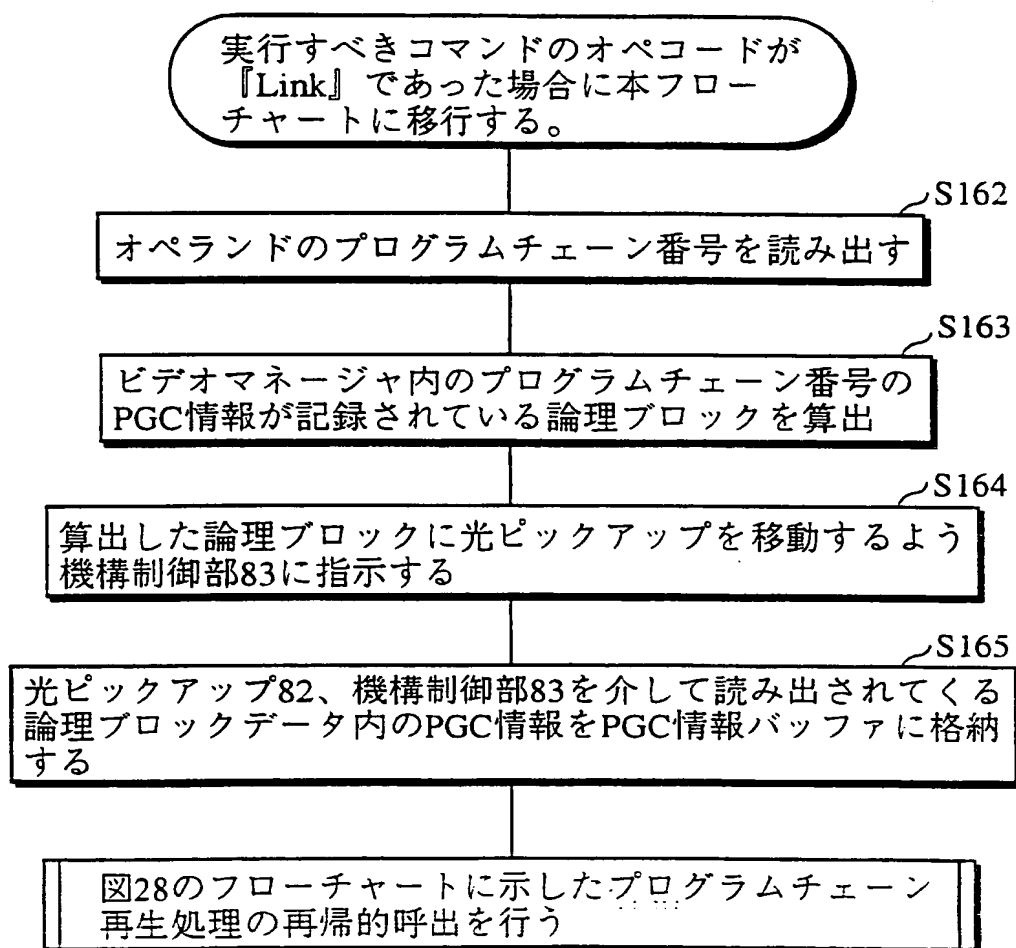 実行すべきコマンドのオペコードが
『Link』であった場合に本フロー
チャートに移行する。
S162
オペランドのプログラムチェーン番号を読み出す
S163
ビデオマネージャ内のプログラムチェーン番号の
PGC情報が記録されている論理ブロックを算出
S164
算出した論理ブロックに光ピックアップを移動するよう
機構制御部83に指示する
S165
光ピックアップ82、機構制御部83を介して読み出されてくる
論理ブロックデータ内のPGC情報をPGC情報バッファに格納
する
図28のフローチャートに示したプログラムチェーン
再生処理の再帰的呼出を行う